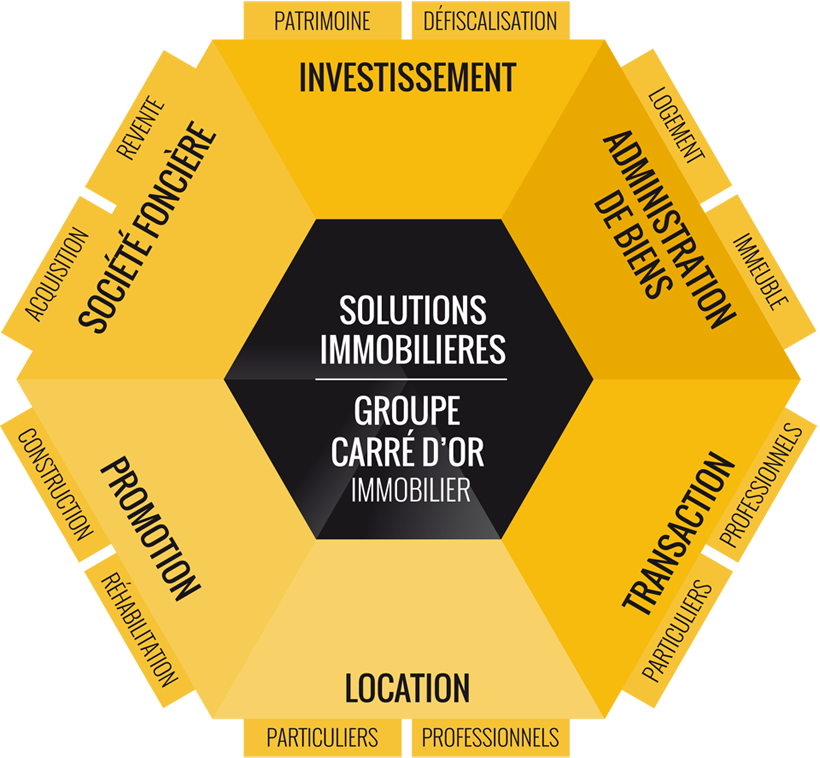 PATRIMOINE
DÉFISCALISATION
INVESTISSEMENT
LOGEMENT
IMMEUBLE
ADMINISTRATION
DE BIENS
PROFESSIONNELS
PARTICULIERS
TRANSACTION
LOCATION
PARTICULIERS
PROFESSIONNELS
PROMOTION
CONSTRUCTION
RÉHABILITATION
SOCIÉTÉ FONCIÈRE
ACQUISITION
REVENTE
SOLUTIONS
IMMOBILIERES
GROUPE
CARRÉ D'OR
IMMOBILIER